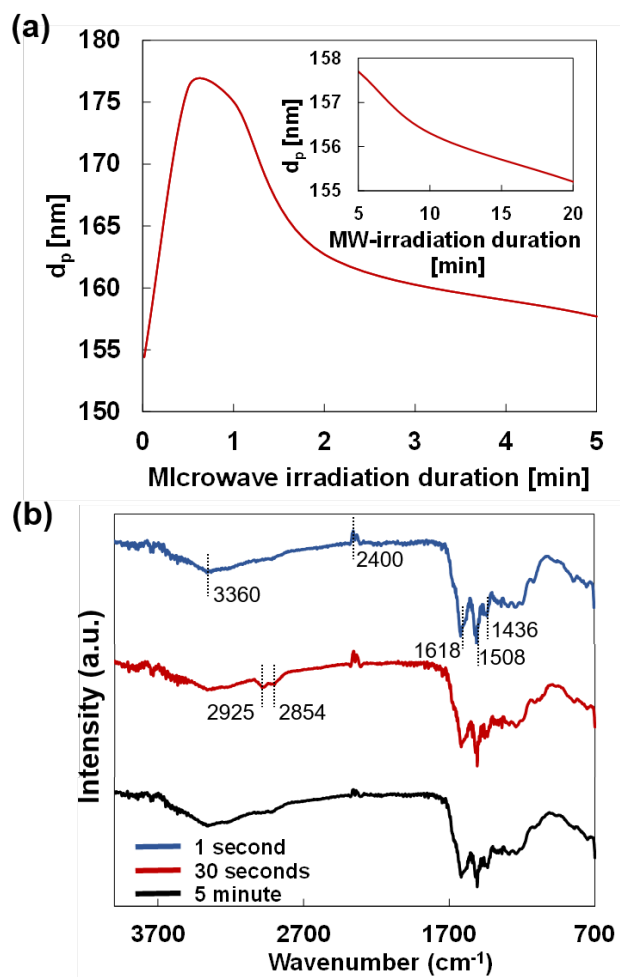 (a)
180
175
170
165
160
155
150
d_p [nm]
0 1 2 3 4 5
MIcrowave irradiation duration [min]
158
157
156
155
d_p [nm]
5 10 15 20
MW-irradiation duration
[min]
(b)
Intensity (a.u.)
3360
2400
1618
1436
1508
2925
2854
1 second
30 seconds
5 minute
3700 2700 1700 700
Wavenumber (cm⁻¹)